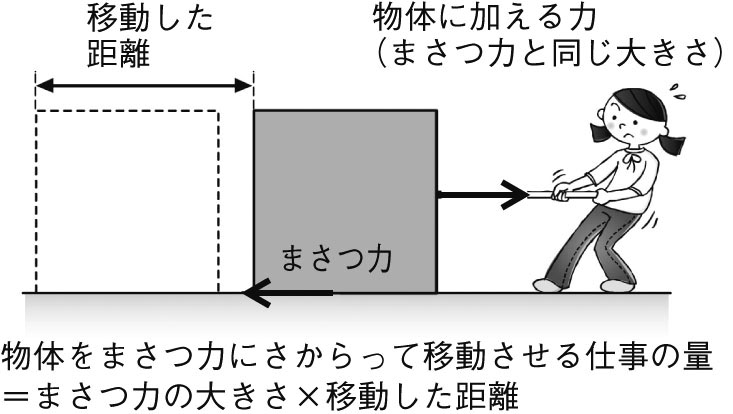 移動した
距離
物体に加える力
（まさつ力と同じ大きさ）
まさつ力
物体をまさつ力にさからって移動させる仕事の量
＝まさつ力の大きさ×移動した距離